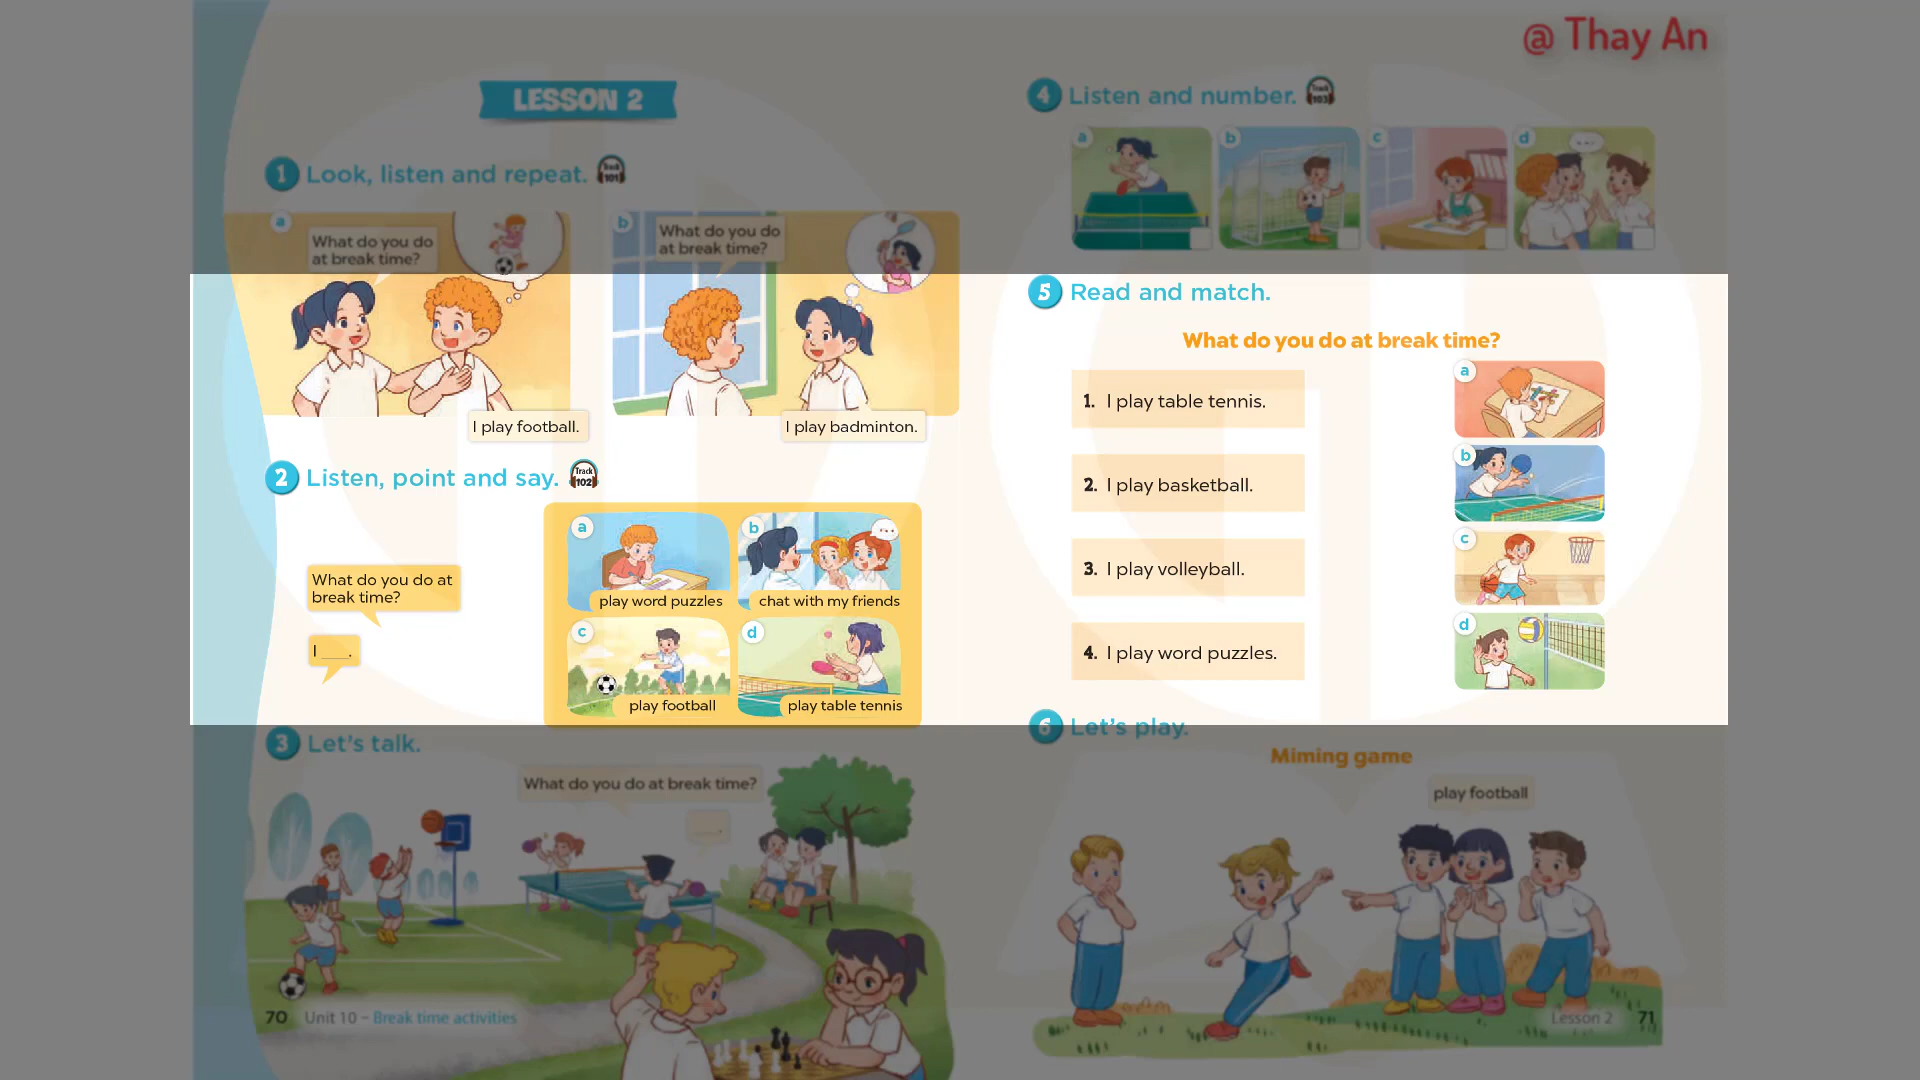 @ Thay An
LESSON 2
1 Look, listen and repeat. Track 101
a
What do you do
at break time?
I play football.
b
What do you do
at break time?
I play badminton.
2 Listen, point and say. Track 102
What do you do at
break time?
I ___.
a
play word puzzles
b
...
chat with my friends
c
play football
d
play table tennis
3 Let's talk.
What do you do at break time?
___.
70 Unit 10 – Break time activities
4 Listen and number. Track 103
a
b
c
d
...
5 Read and match.
What do you do at break time?
1. I play table tennis.
2. I play basketball.
3. I play volleyball.
4. I play word puzzles.
a
b
c
d
6 Let's play.
Miming game
play football
Lesson 2 71